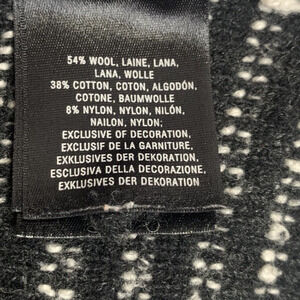 54% WOOL, LAINE, LANA,
LANA, WOLLE
38% COTTON, COTON, ALGODÓN,
COTONE, BAUMWOLLE
8% NYLON, NYLON, NILÓN,
NAILON, NYLON;
EXCLUSIVE OF DECORATION,
EXCLUSIF DE LA GARNITURE,
EXKLUSIVES DER DEKORATION,
ESCLUSIVA DELLA DECORAZIONE,
EXKLUSIVES DER DEKORATION